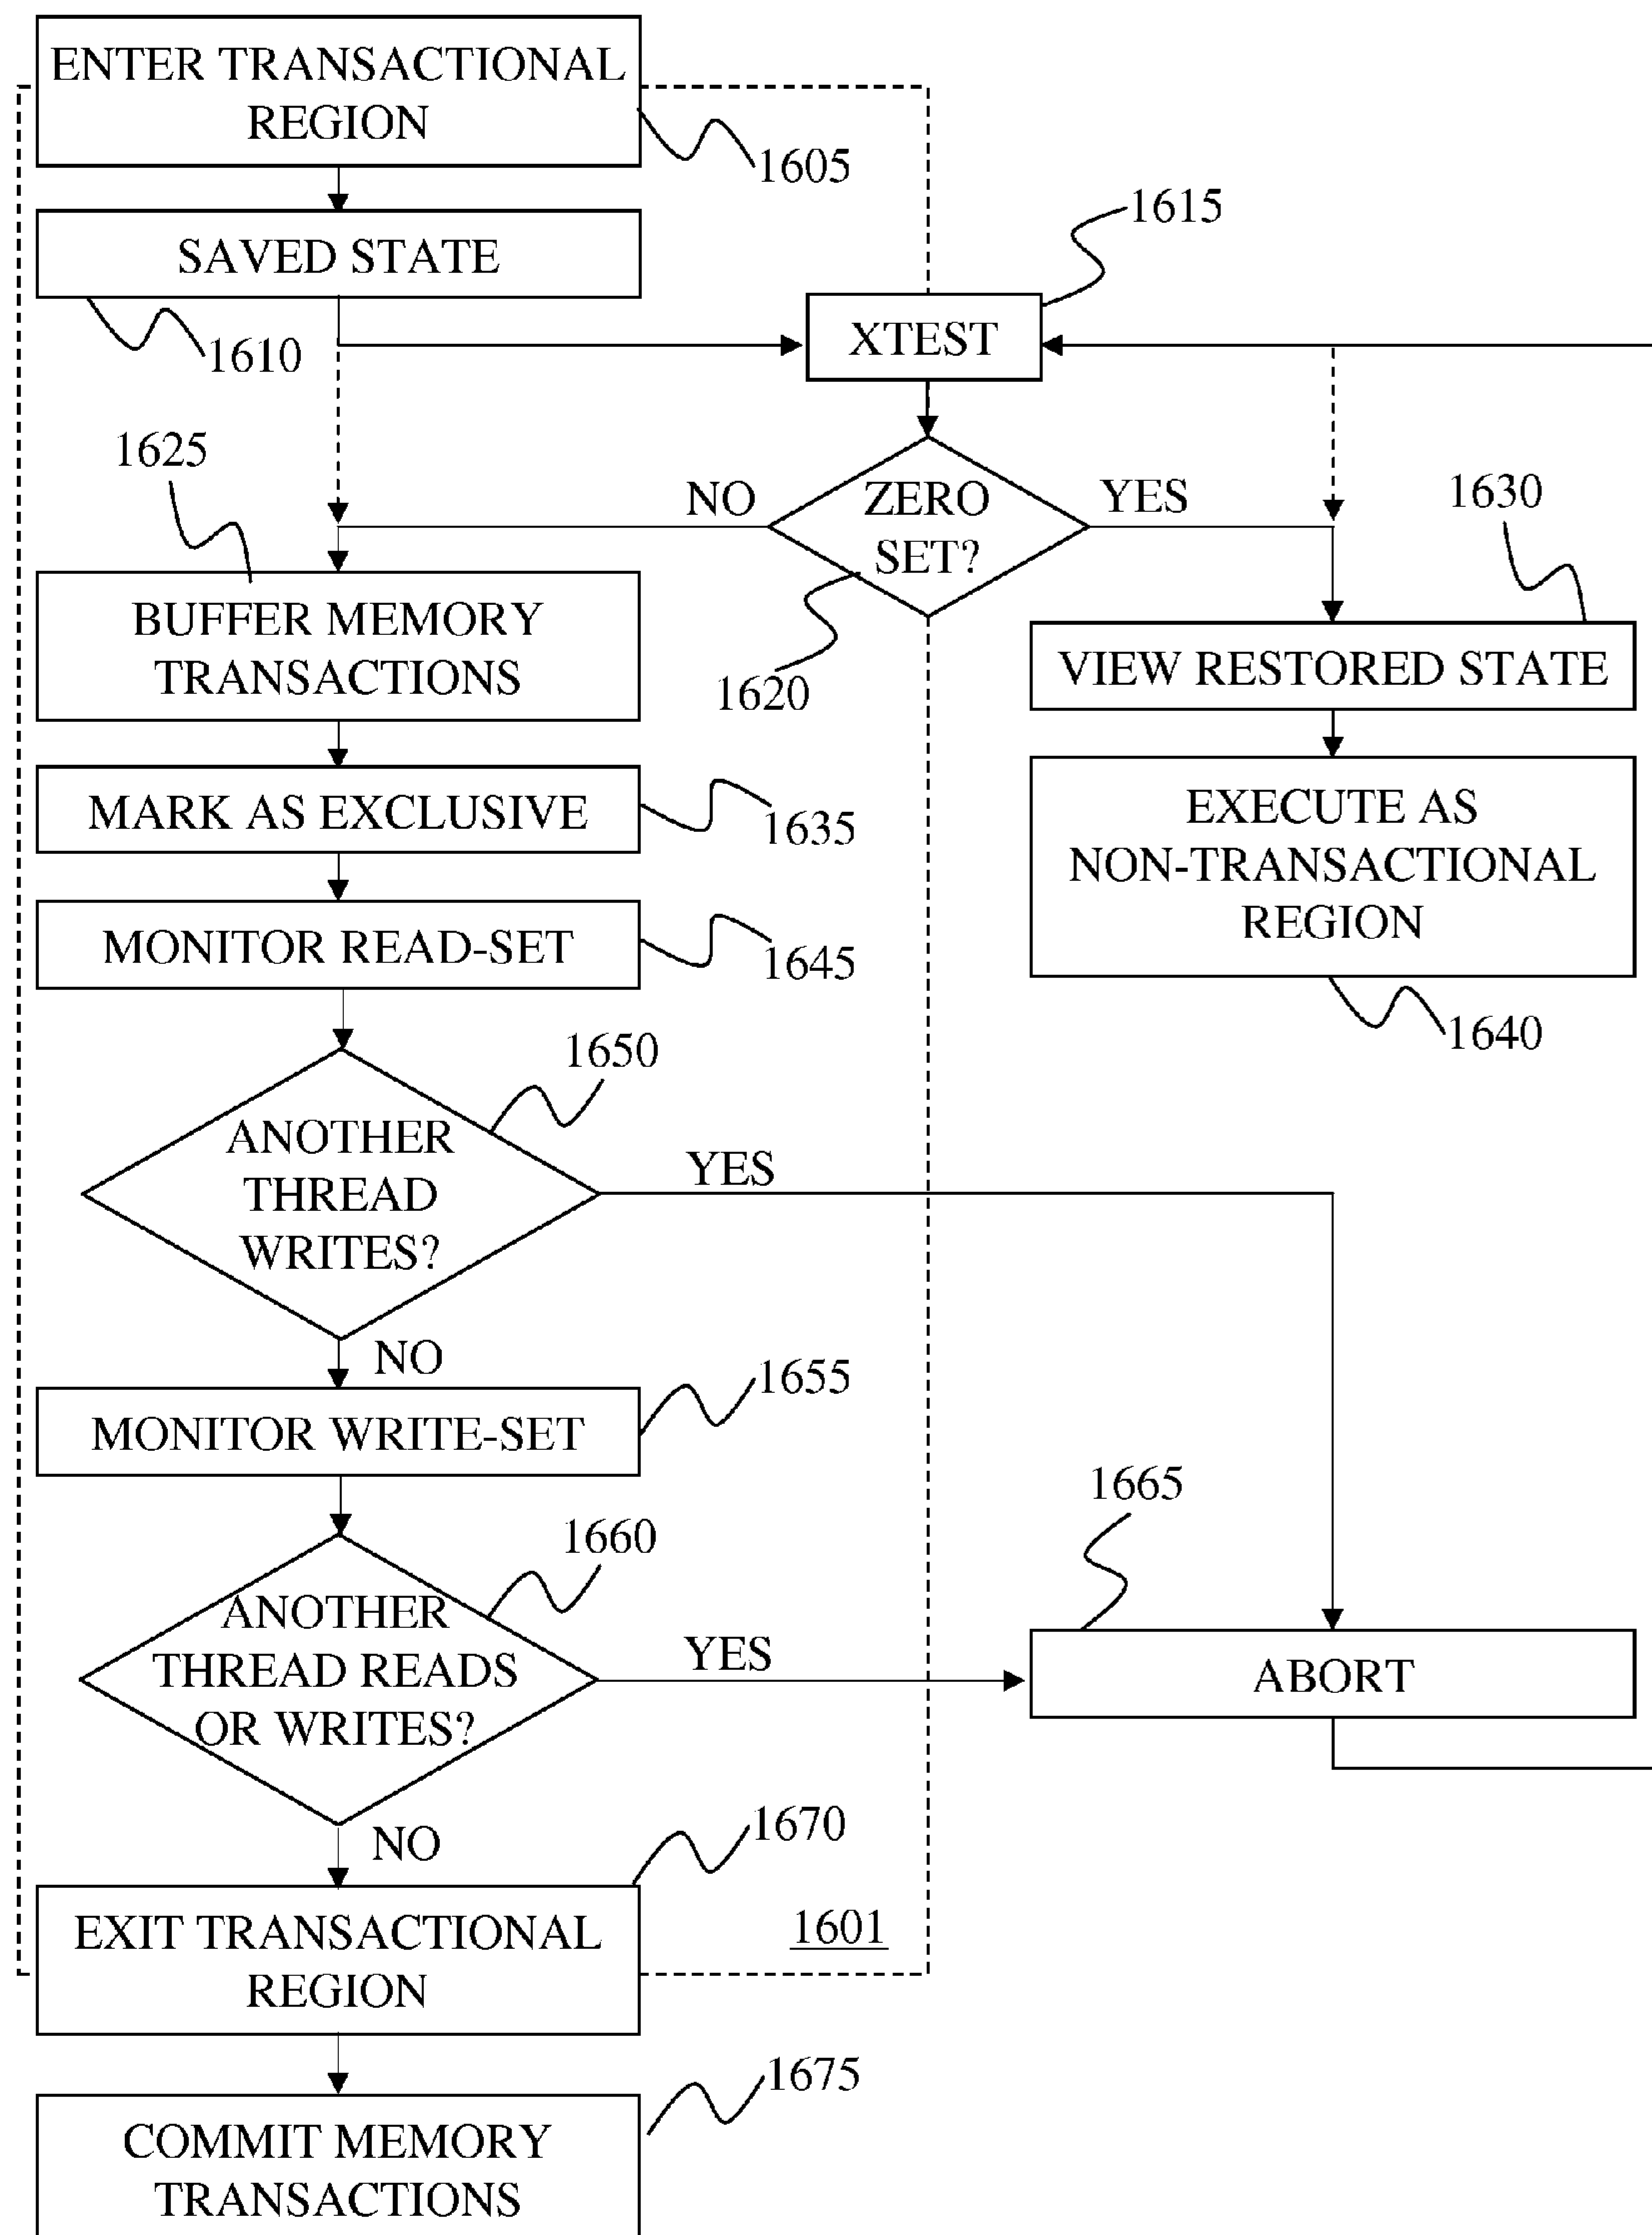 ENTER TRANSACTIONAL
REGION
1605
SAVED STATE
1610
1615
XTEST
1625
NO
ZERO
SET?
YES
1620
1630
BUFFER MEMORY
TRANSACTIONS
VIEW RESTORED STATE
MARK AS EXCLUSIVE
1635
EXECUTE AS
NON-TRANSACTIONAL
REGION
1640
MONITOR READ-SET
1645
1650
ANOTHER
THREAD
WRITES?
YES
NO
1655
MONITOR WRITE-SET
1660
1665
ANOTHER
THREAD READS
OR WRITES?
YES
ABORT
NO
1670
EXIT TRANSACTIONAL
REGION
1601
1675
COMMIT MEMORY
TRANSACTIONS